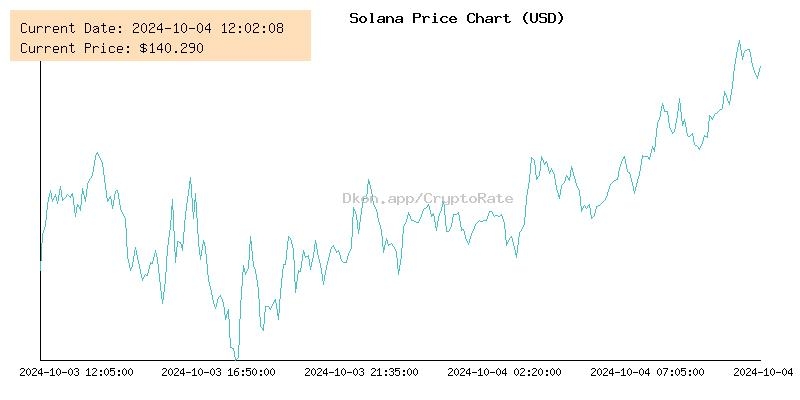 Solana Price Chart (USD)
Current Date: 2024-10-04 12:02:08
Current Price: $140.290
Dken.app/CryptoRate
2024-10-03 12:05:00 2024-10-03 16:50:00 2024-10-03 21:35:00 2024-10-04 02:20:00 2024-10-04 07:05:00 2024-10-04